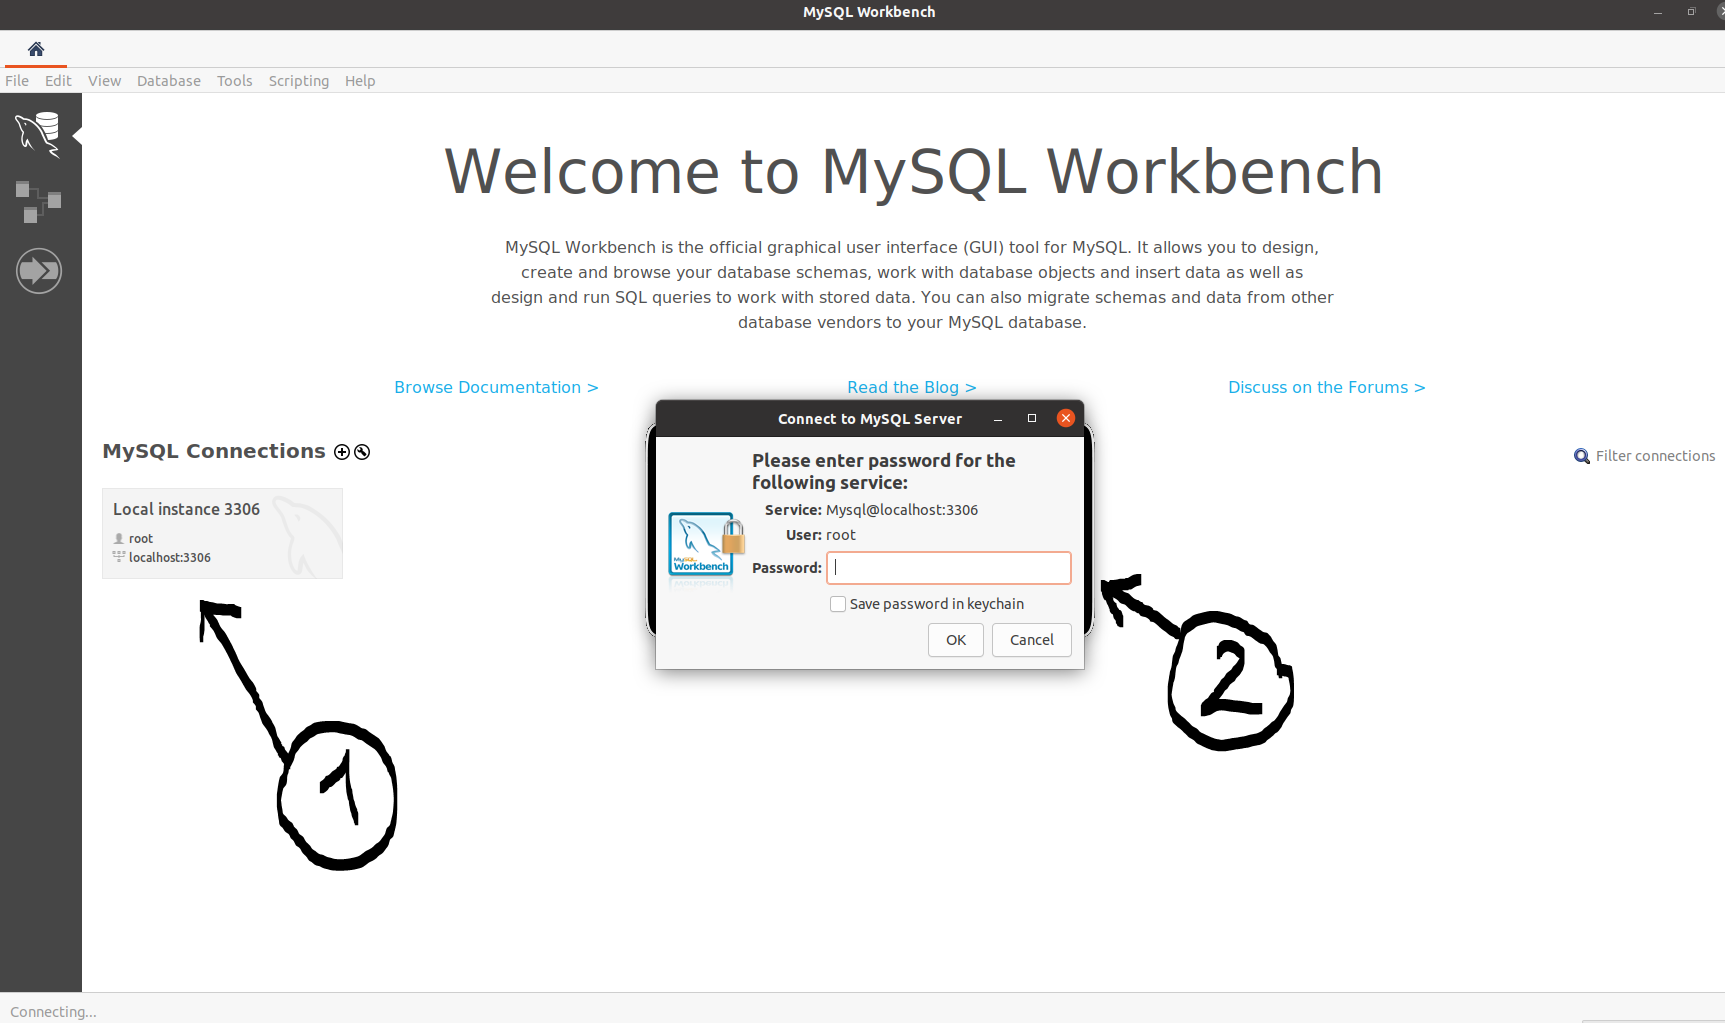 MySQL Workbench
File Edit View Database Tools Scripting Help
Welcome to MySQL Workbench
MySQL Workbench is the official graphical user interface (GUI) tool for MySQL. It allows you to design,
create and browse your database schemas, work with database objects and insert data as well as
design and run SQL queries to work with stored data. You can also migrate schemas and data from other
database vendors to your MySQL database.
Browse Documentation > Read the Blog > Discuss on the Forums >
MySQL Connections
Filter connections
Local instance 3306
root
localhost:3306
Connect to MySQL Server
Please enter password for the
following service:
Service: Mysql@localhost:3306
User: root
Password:
Save password in keychain
OK Cancel
MySQL
Workbench
1
2
Connecting...